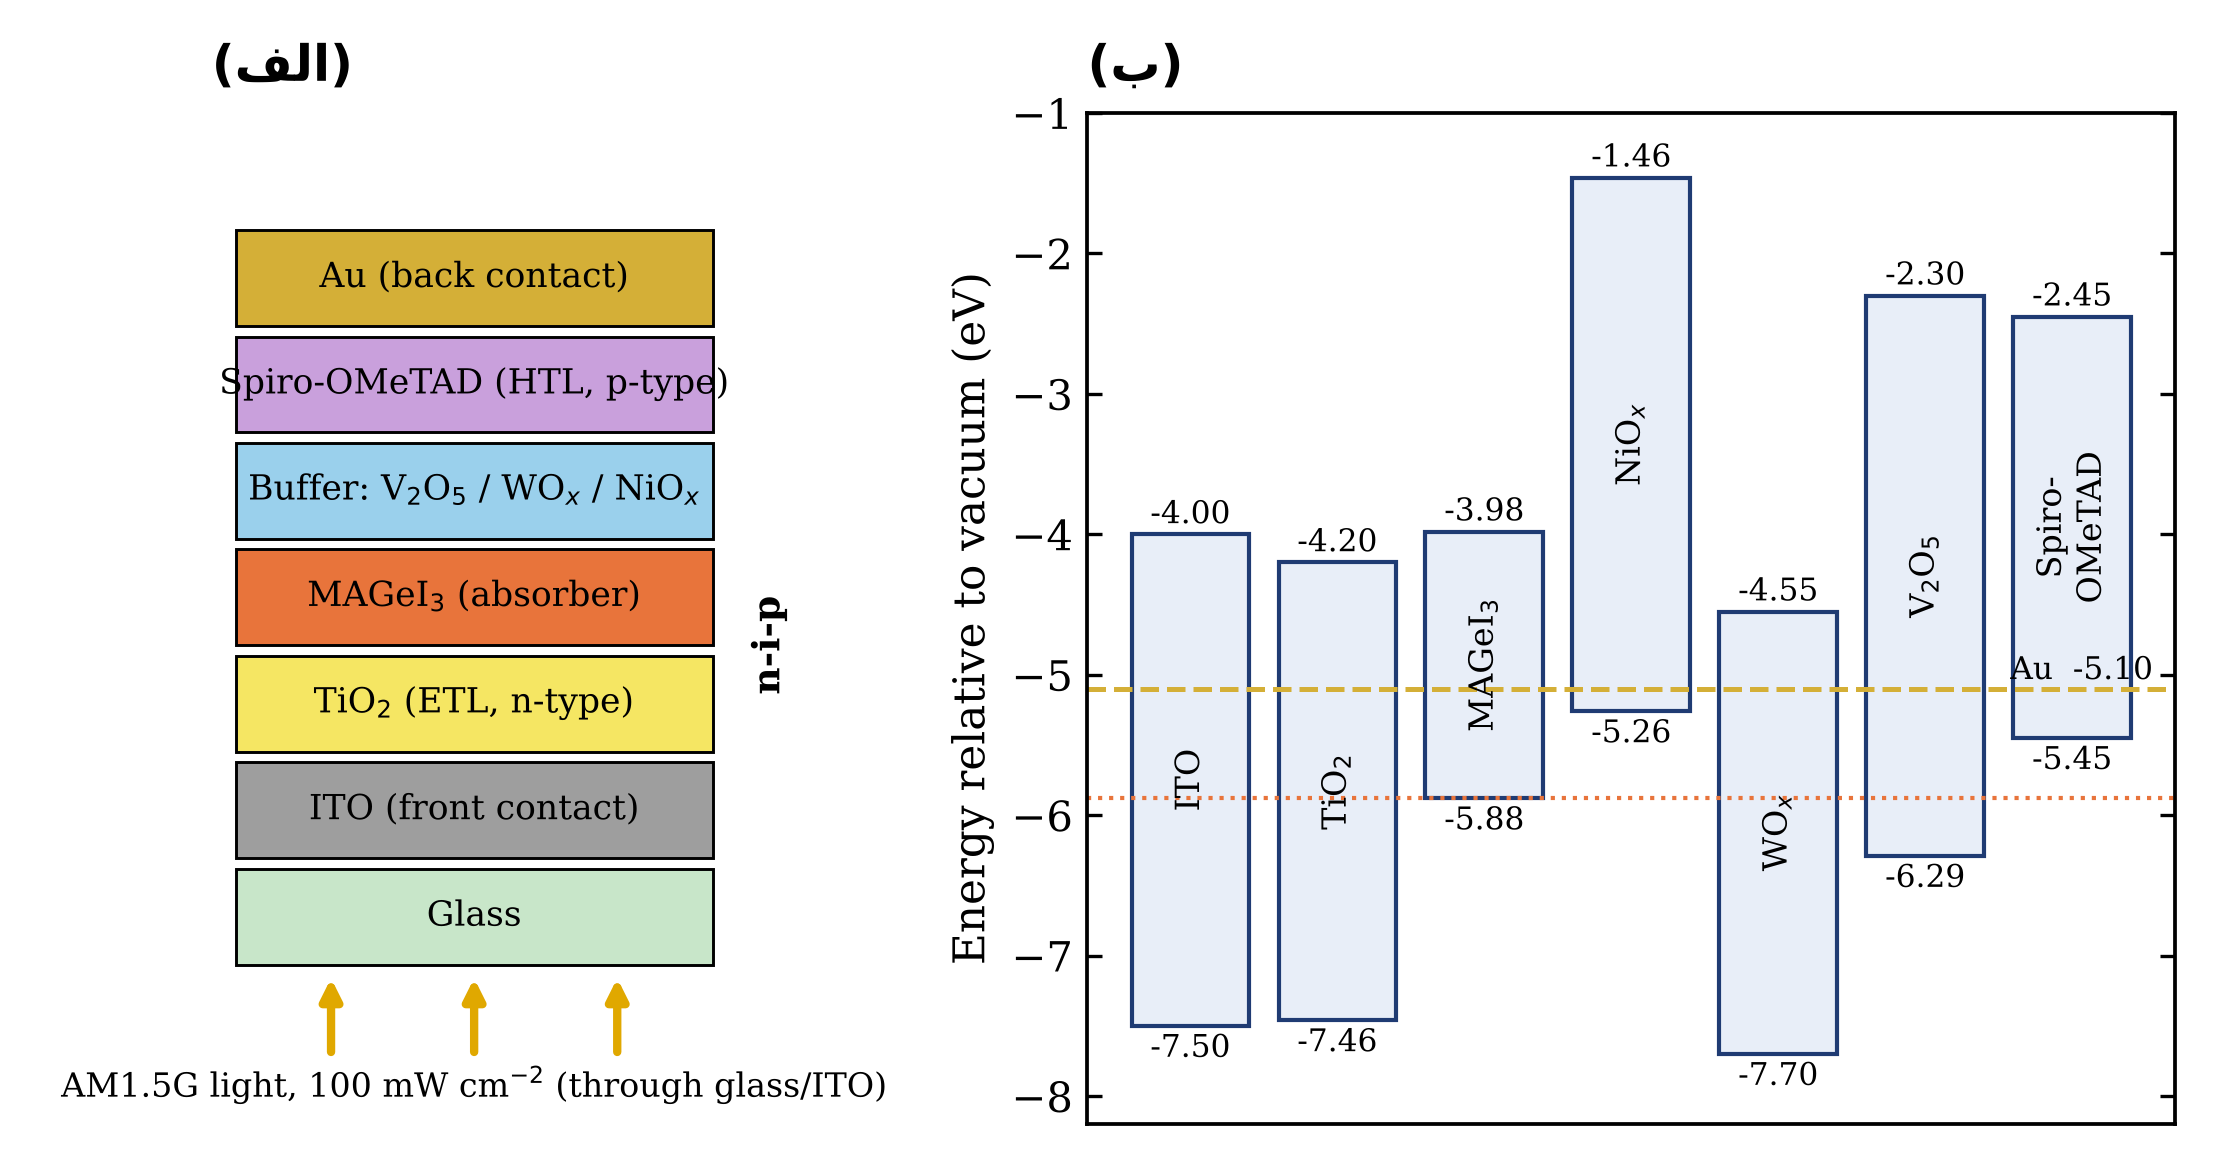 (الف)
Au (back contact)
Spiro-OMeTAD (HTL, p-type)
Buffer: V₂O₅ / WOₓ / NiOₓ
MAGeI₃ (absorber)
TiO₂ (ETL, n-type)
ITO (front contact)
Glass
n-i-p
AM1.5G light, 100 mW cm⁻² (through glass/ITO)
(ب)
Energy relative to vacuum (eV)
−1
−2
−3
−4
−5
−6
−7
−8
-4.00
ITO
-7.50
-4.20
TiO₂
-7.46
-3.98
MAGeI₃
-5.88
-1.46
NiOₓ
-5.26
-4.55
WOₓ
-7.70
-2.30
V₂O₅
-6.29
-2.45
Spiro-
OMeTAD
Au -5.10
-5.45